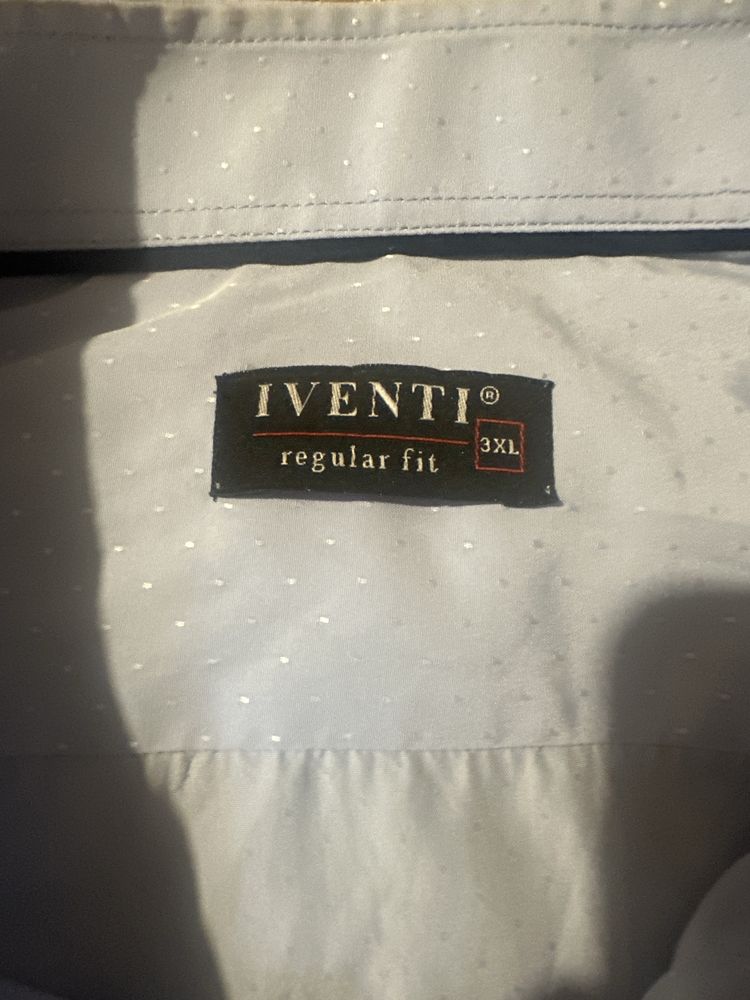 IVENTI®
regular fit
3XL